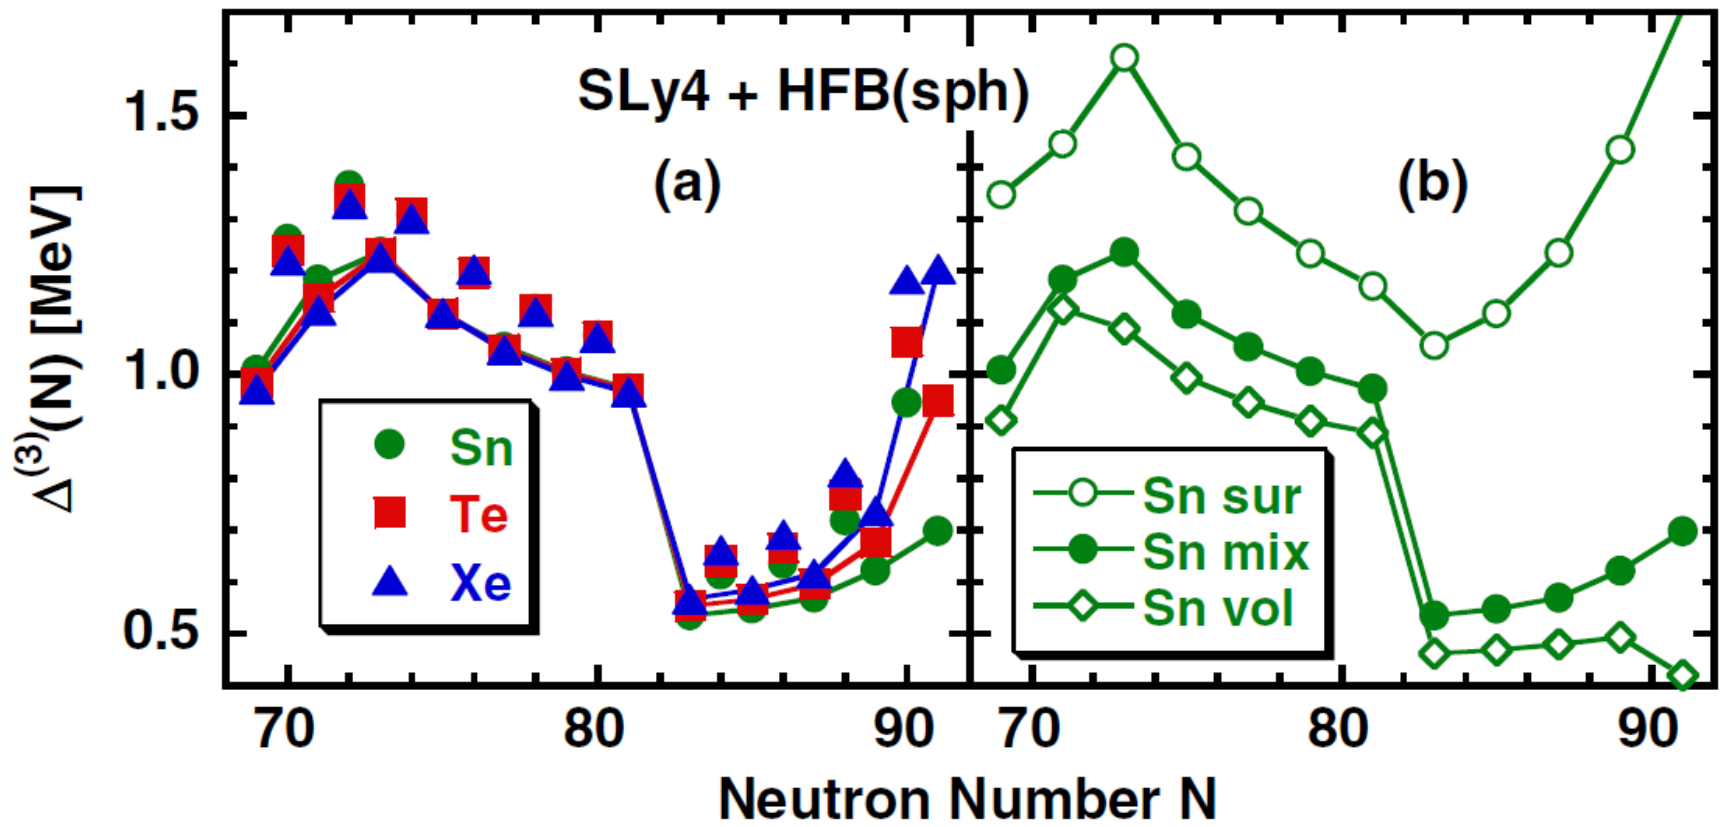 SLy4 + HFB(sph)
(a)
(b)
1.5
1.0
0.5
Δ(3)(N) [MeV]
Sn
Te
Xe
Sn sur
Sn mix
Sn vol
70 80 90 70 80 90
Neutron Number N